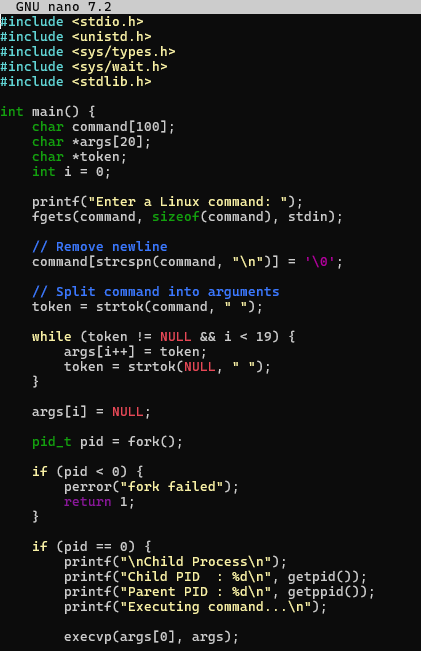 GNU nano 7.2
#include <stdio.h>
#include <unistd.h>
#include <sys/types.h>
#include <sys/wait.h>
#include <stdlib.h>

int main() {
    char command[100];
    char *args[20];
    char *token;
    int i = 0;

    printf("Enter a Linux command: ");
    fgets(command, sizeof(command), stdin);

    // Remove newline
    command[strcspn(command, "\n")] = '\0';

    // Split command into arguments
    token = strtok(command, " ");

    while (token != NULL && i < 19) {
        args[i++] = token;
        token = strtok(NULL, " ");
    }

    args[i] = NULL;

    pid_t pid = fork();

    if (pid < 0) {
        perror("fork failed");
        return 1;
    }

    if (pid == 0) {
        printf("\nChild Process\n");
        printf("Child PID  : %d\n", getpid());
        printf("Parent PID : %d\n", getppid());
        printf("Executing command...\n");

        execvp(args[0], args);